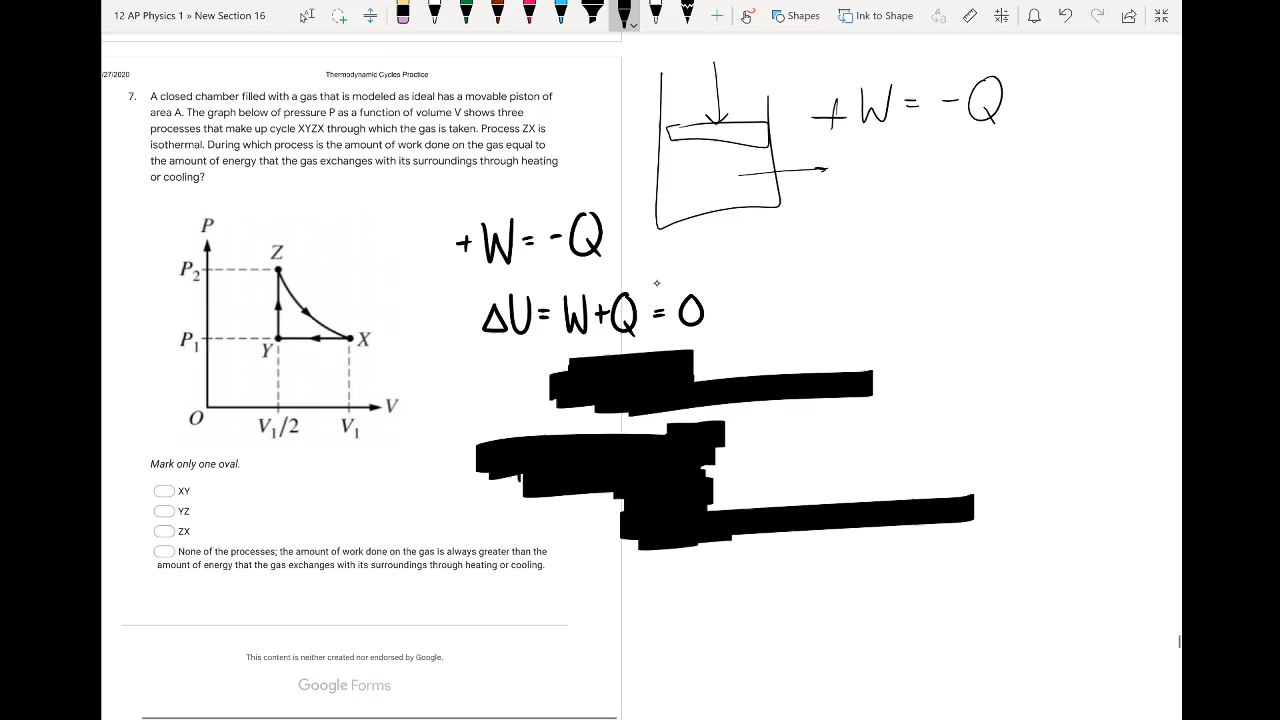 12 AP Physics 1 » New Section 16
Shapes
Ink to Shape
/27/2020
Thermodynamic Cycles Practice
7. A closed chamber filled with a gas that is modeled as ideal has a movable piston of
area A. The graph below of pressure P as a function of volume V shows three
processes that make up cycle XYZX through which the gas is taken. Process ZX is
isothermal. During which process is the amount of work done on the gas equal to
the amount of energy that the gas exchanges with its surroundings through heating
or cooling?
P
Z
P₂
P₁
Y
X
O
V₁/2
V₁
V
+W = -Q
+W = -Q
ΔU = W+Q = 0
Mark only one oval.
XY
YZ
ZX
None of the processes; the amount of work done on the gas is always greater than the
amount of energy that the gas exchanges with its surroundings through heating or cooling.
This content is neither created nor endorsed by Google.
Google Forms